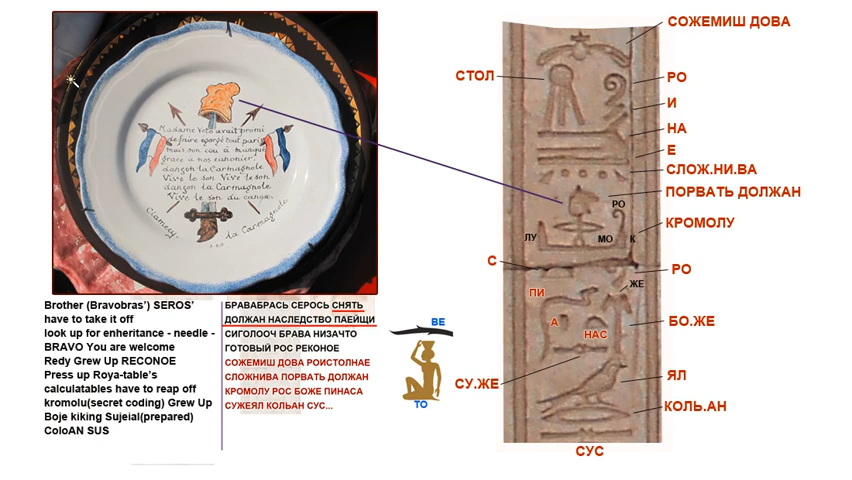 Madame Veto avait promi
de faire egorgé tout paris
mais son cou à manqué
grace a nos canonier,
dançon la Carmagnole
Vive le son Vive le son
dançon la Carmagnole
Vive le son du canon.
Clamecy
la Carmagnole
Brother (Bravobras’) SEROS’
have to take it off
look up for enheritance - needle -
BRAVO You are welcome
Redy Grew Up RECONOE
Press up Roya-table’s
calculatables have to reap off
kromolu(secret coding) Grew Up
Boje kiking Sujeial(prepared)
ColoAN SUS
БРАВАБРАСЬ СЕРОСЬ СНЯТЬ
ДОЛЖАН НАСЛЕДСТВО ПАЕЙЩИ
СИГОЛООЧ БРАВА НИЗАЧТО
ГОТОВЫЙ РОС РЕКОНОЕ
СОЖЕМИШ ДОВА РОИСТОЛНАЕ
СЛОЖНИВА ПОРВАТЬ ДОЛЖАН
КРОМОЛУ РОС БОЖЕ ПИНАСА
СУЖЕЯЛ КОЛЬАН СУС...
ВЕ
ТО
СОЖЕМИШ ДОВА
СТОЛ
РО
И
НА
Е
СЛОЖ.НИ.ВА
ПОРВАТЬ ДОЛЖАН
РО
КРОМОЛУ
ЛУ
МО
К
С
РО
ЖЕ
ПИ
А
НАС
БО.ЖЕ
СУ.ЖЕ
ЯЛ
КОЛЬ.АН
СУС